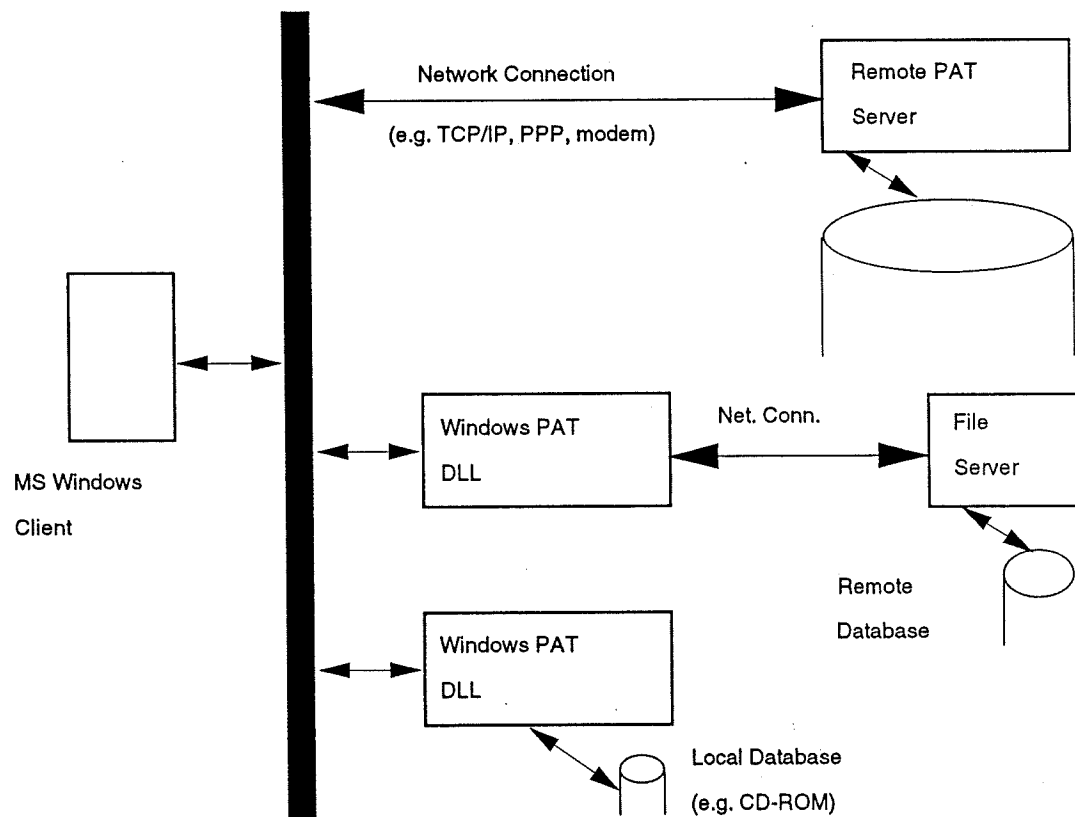 Network Connection
(e.g. TCP/IP, PPP, modem)
Remote PAT
Server
MS Windows
Client
Windows PAT
DLL
Net. Conn.
File
Server
Remote
Database
Windows PAT
DLL
Local Database
(e.g. CD-ROM)